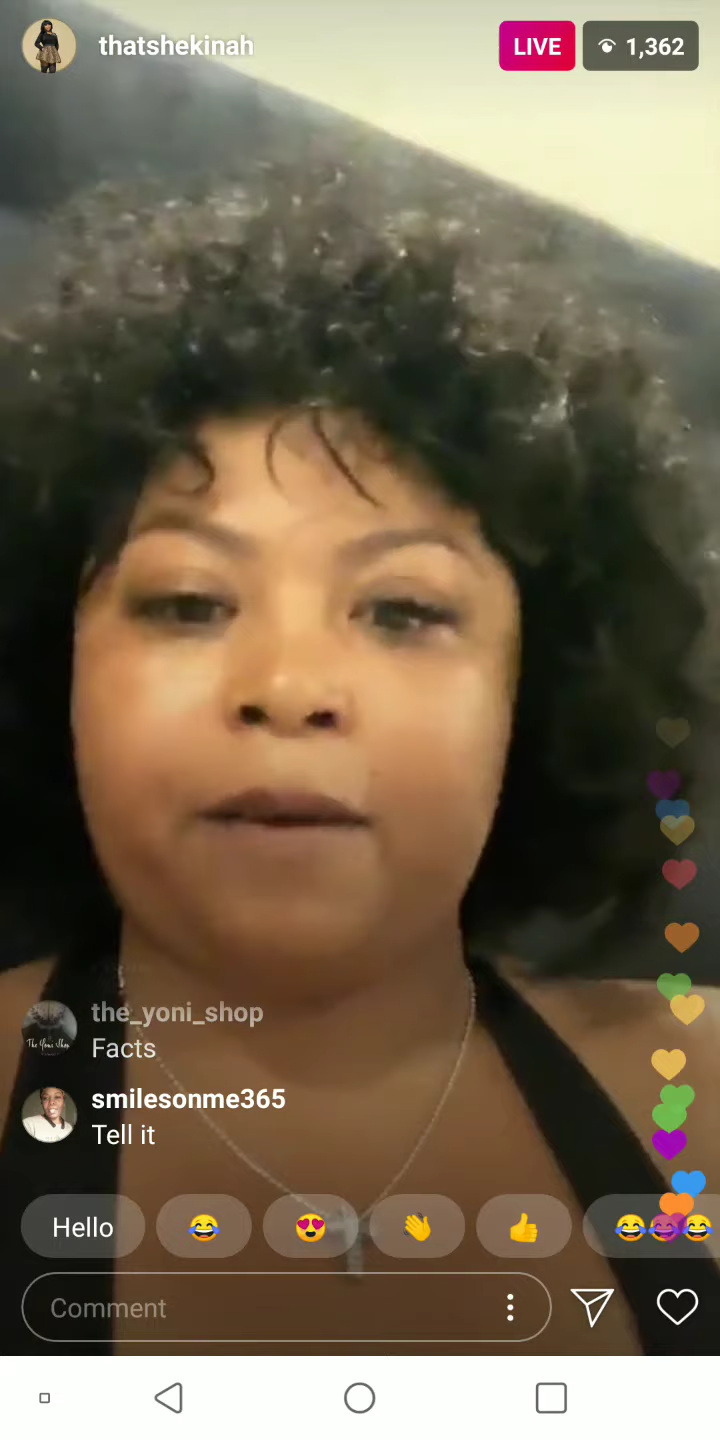 thatshekinah
LIVE
1,362
the_yoni_shop
Facts
smilesonme365
Tell it
Hello
Comment